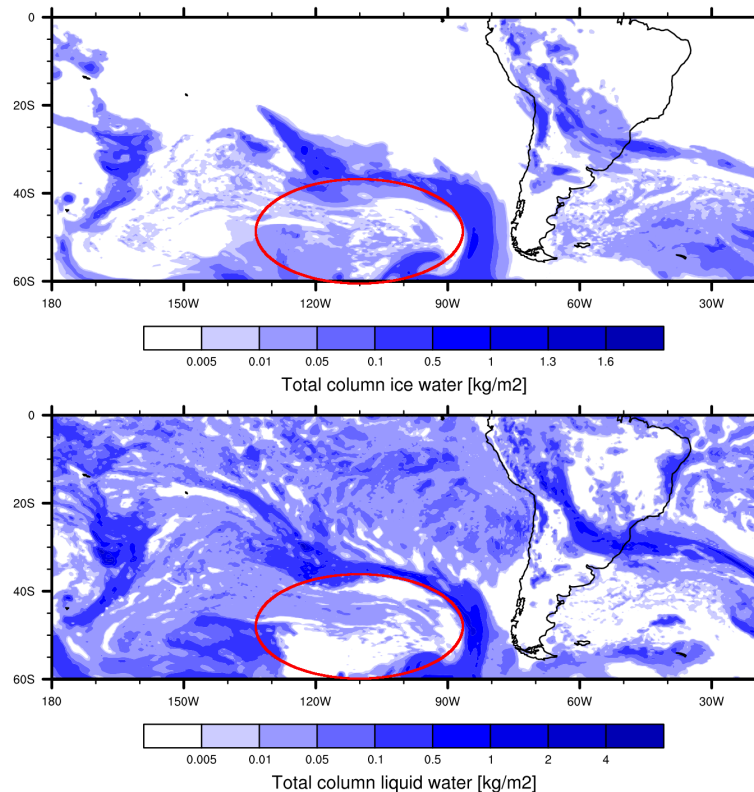 0
20S
40S
60S
180 150W 120W 90W 60W 30W
0.005 0.01 0.05 0.1 0.5 1 1.3 1.6
Total column ice water [kg/m2]
0
20S
40S
60S
180 150W 120W 90W 60W 30W
0.005 0.01 0.05 0.1 0.5 1 2 4
Total column liquid water [kg/m2]